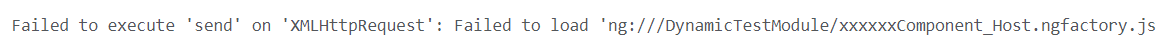 Failed to execute 'send' on 'XMLHttpRequest': Failed to load 'ng:///DynamicTestModule/xxxxxxComponent_Host.ngfactory.js